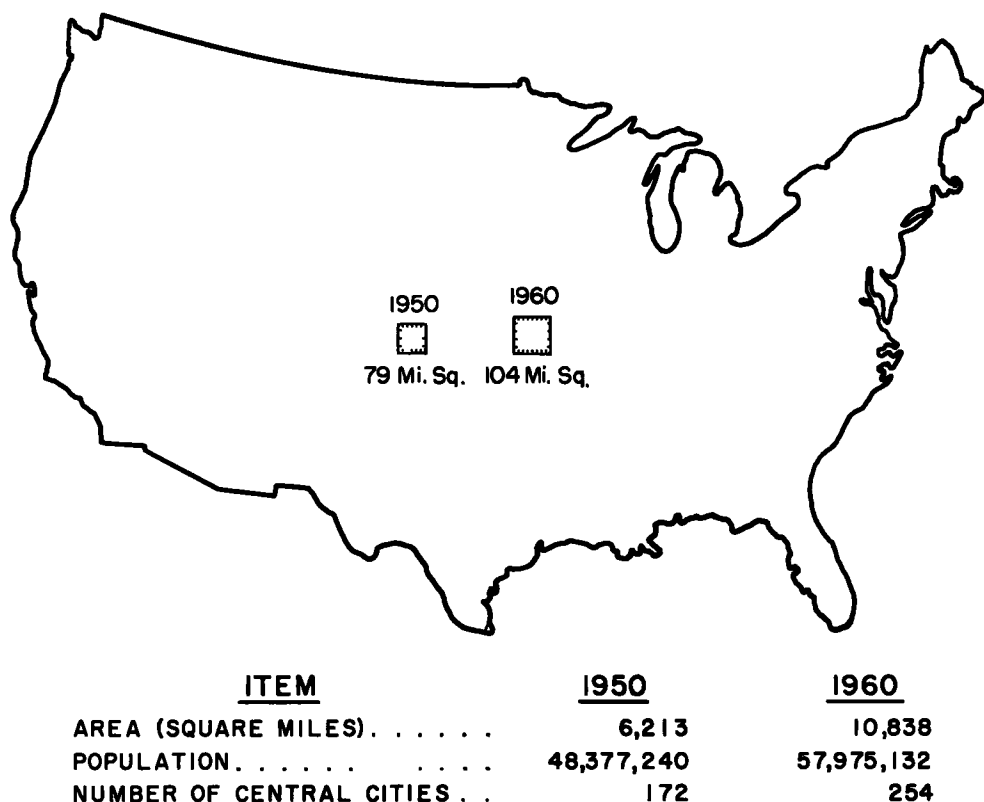 1950 1960
79 Mi. Sq. 104 Mi. Sq.
ITEM 1950 1960
AREA (SQUARE MILES) . . . . . . 6,213 10,838
POPULATION . . . . . . . . . . 48,377,240 57,975,132
NUMBER OF CENTRAL CITIES . . 172 254